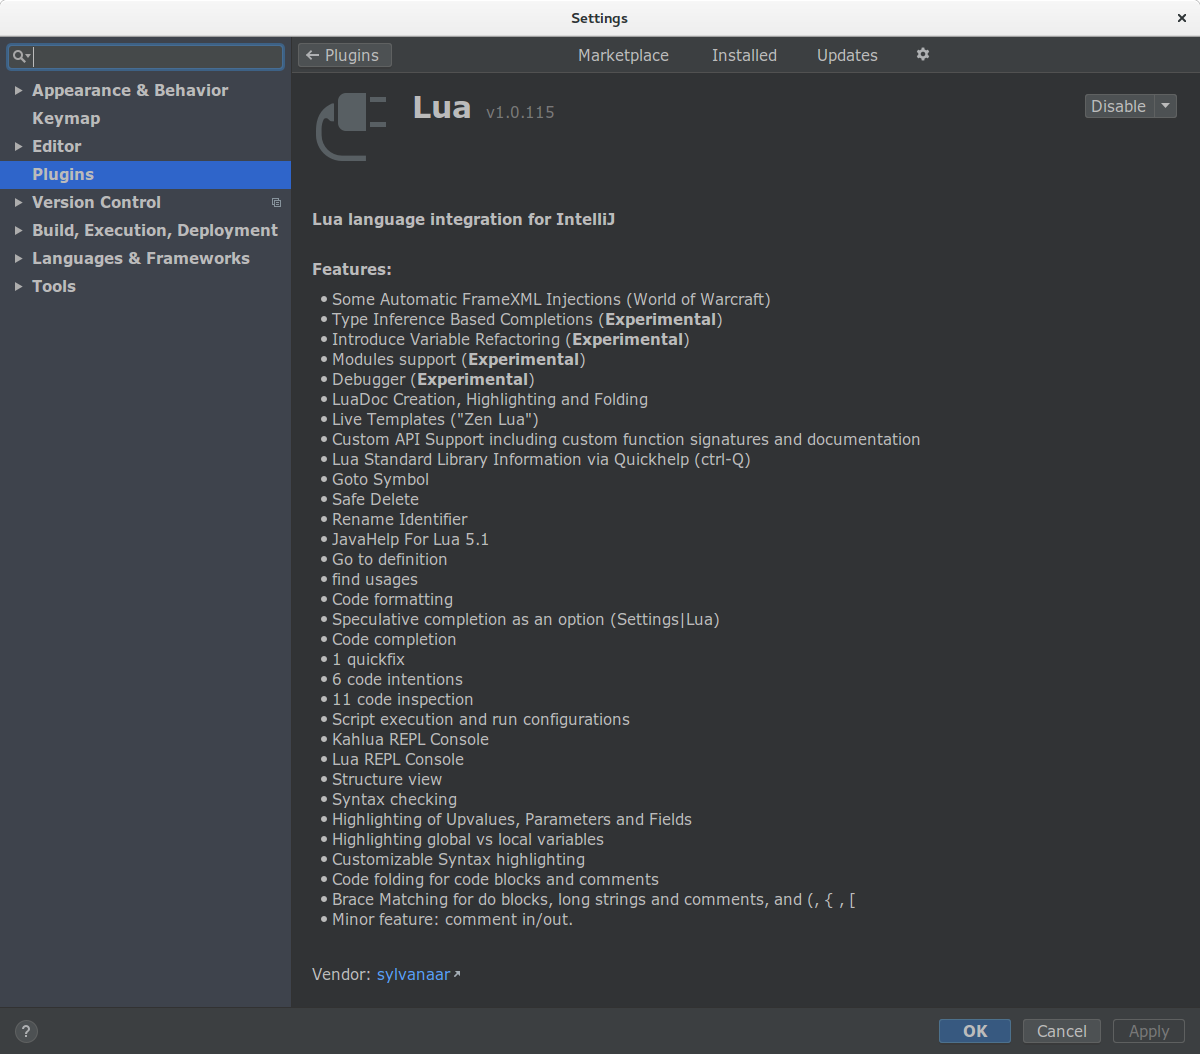 Settings
← Plugins
Marketplace
Installed
Updates
Appearance & Behavior
Keymap
Editor
Plugins
Version Control
Build, Execution, Deployment
Languages & Frameworks
Tools
Lua v1.0.115
Disable
Lua language integration for IntelliJ
Features:
• Some Automatic FrameXML Injections (World of Warcraft)
• Type Inference Based Completions (Experimental)
• Introduce Variable Refactoring (Experimental)
• Modules support (Experimental)
• Debugger (Experimental)
• LuaDoc Creation, Highlighting and Folding
• Live Templates ("Zen Lua")
• Custom API Support including custom function signatures and documentation
• Lua Standard Library Information via Quickhelp (ctrl-Q)
• Goto Symbol
• Safe Delete
• Rename Identifier
• JavaHelp For Lua 5.1
• Go to definition
• find usages
• Code formatting
• Speculative completion as an option (Settings|Lua)
• Code completion
• 1 quickfix
• 6 code intentions
• 11 code inspection
• Script execution and run configurations
• Kahlua REPL Console
• Lua REPL Console
• Structure view
• Syntax checking
• Highlighting of Upvalues, Parameters and Fields
• Highlighting global vs local variables
• Customizable Syntax highlighting
• Code folding for code blocks and comments
• Brace Matching for do blocks, long strings and comments, and (, { , [
• Minor feature: comment in/out.
Vendor: sylvanaar
?
OK
Cancel
Apply